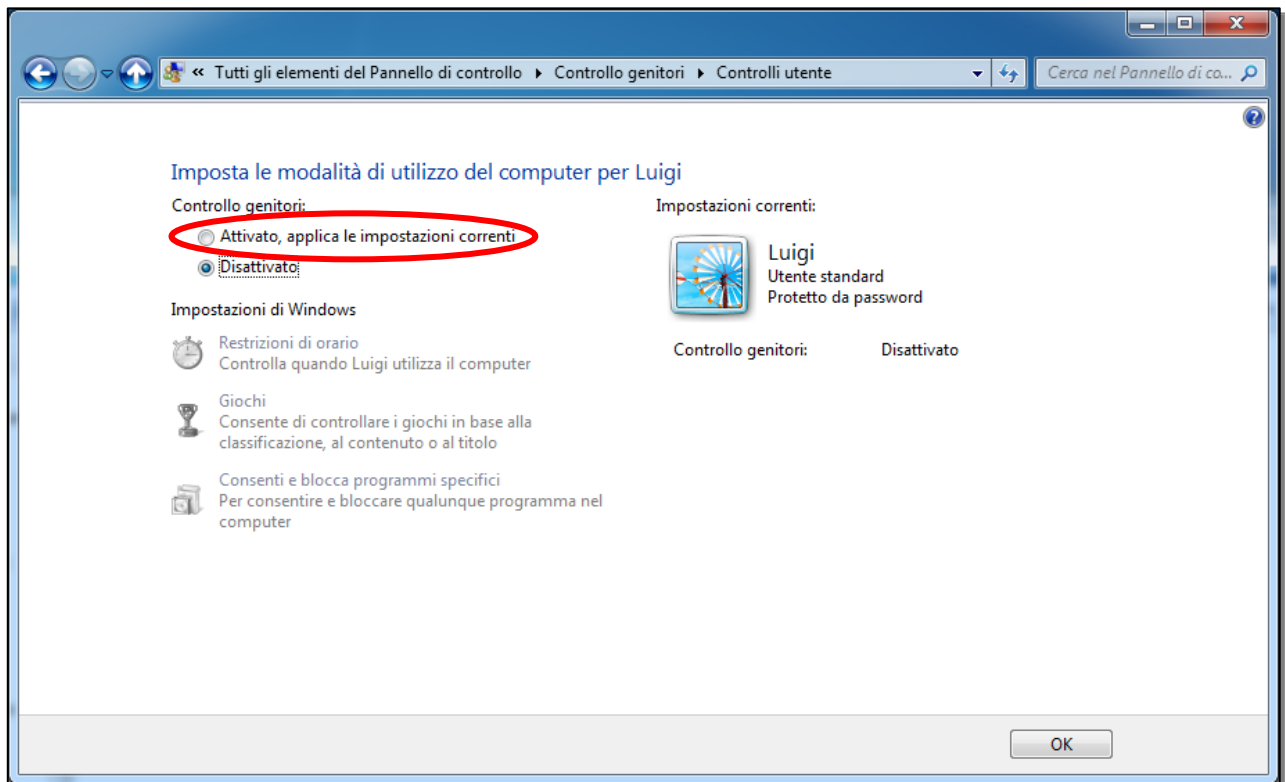 « Tutti gli elementi del Pannello di controllo ▸ Controllo genitori ▸ Controlli utente
Cerca nel Pannello di co...
Imposta le modalità di utilizzo del computer per Luigi
Controllo genitori:
Attivato, applica le impostazioni correnti
Disattivato
Impostazioni di Windows
Restrizioni di orario
Controlla quando Luigi utilizza il computer
Giochi
Consente di controllare i giochi in base alla
classificazione, al contenuto o al titolo
Consenti e blocca programmi specifici
Per consentire e bloccare qualunque programma nel
computer
Impostazioni correnti:
Luigi
Utente standard
Protetto da password
Controllo genitori: Disattivato
OK